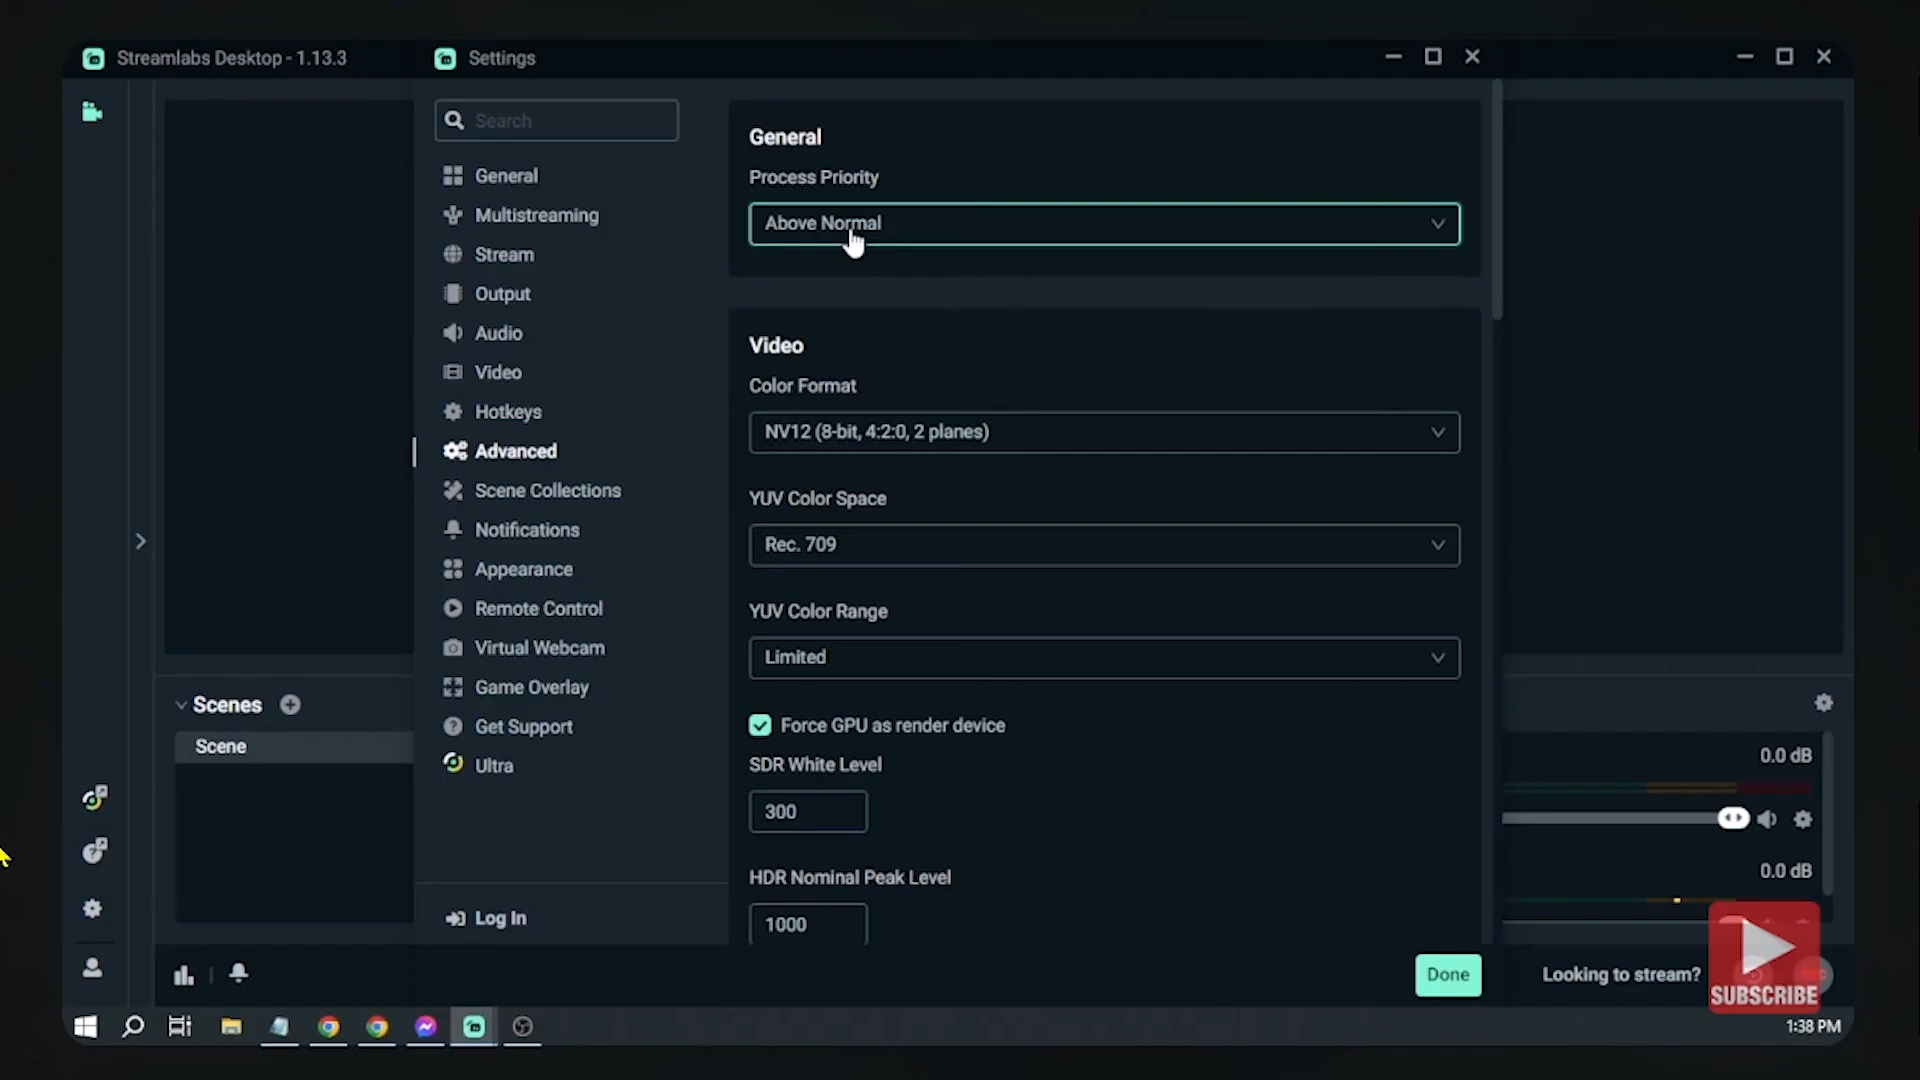 Streamlabs Desktop - 1.13.3
Settings
Search
General
Multistreaming
Stream
Output
Audio
Video
Hotkeys
Advanced
Scene Collections
Notifications
Appearance
Remote Control
Virtual Webcam
Game Overlay
Get Support
Ultra
Log In
General
Process Priority
Above Normal
Video
Color Format
NV12 (8-bit, 4:2:0, 2 planes)
YUV Color Space
Rec. 709
YUV Color Range
Limited
Force GPU as render device
SDR White Level
300
HDR Nominal Peak Level
1000
Done
Scenes
Scene
0.0 dB
0.0 dB
Looking to stream?
SUBSCRIBE
1:38 PM